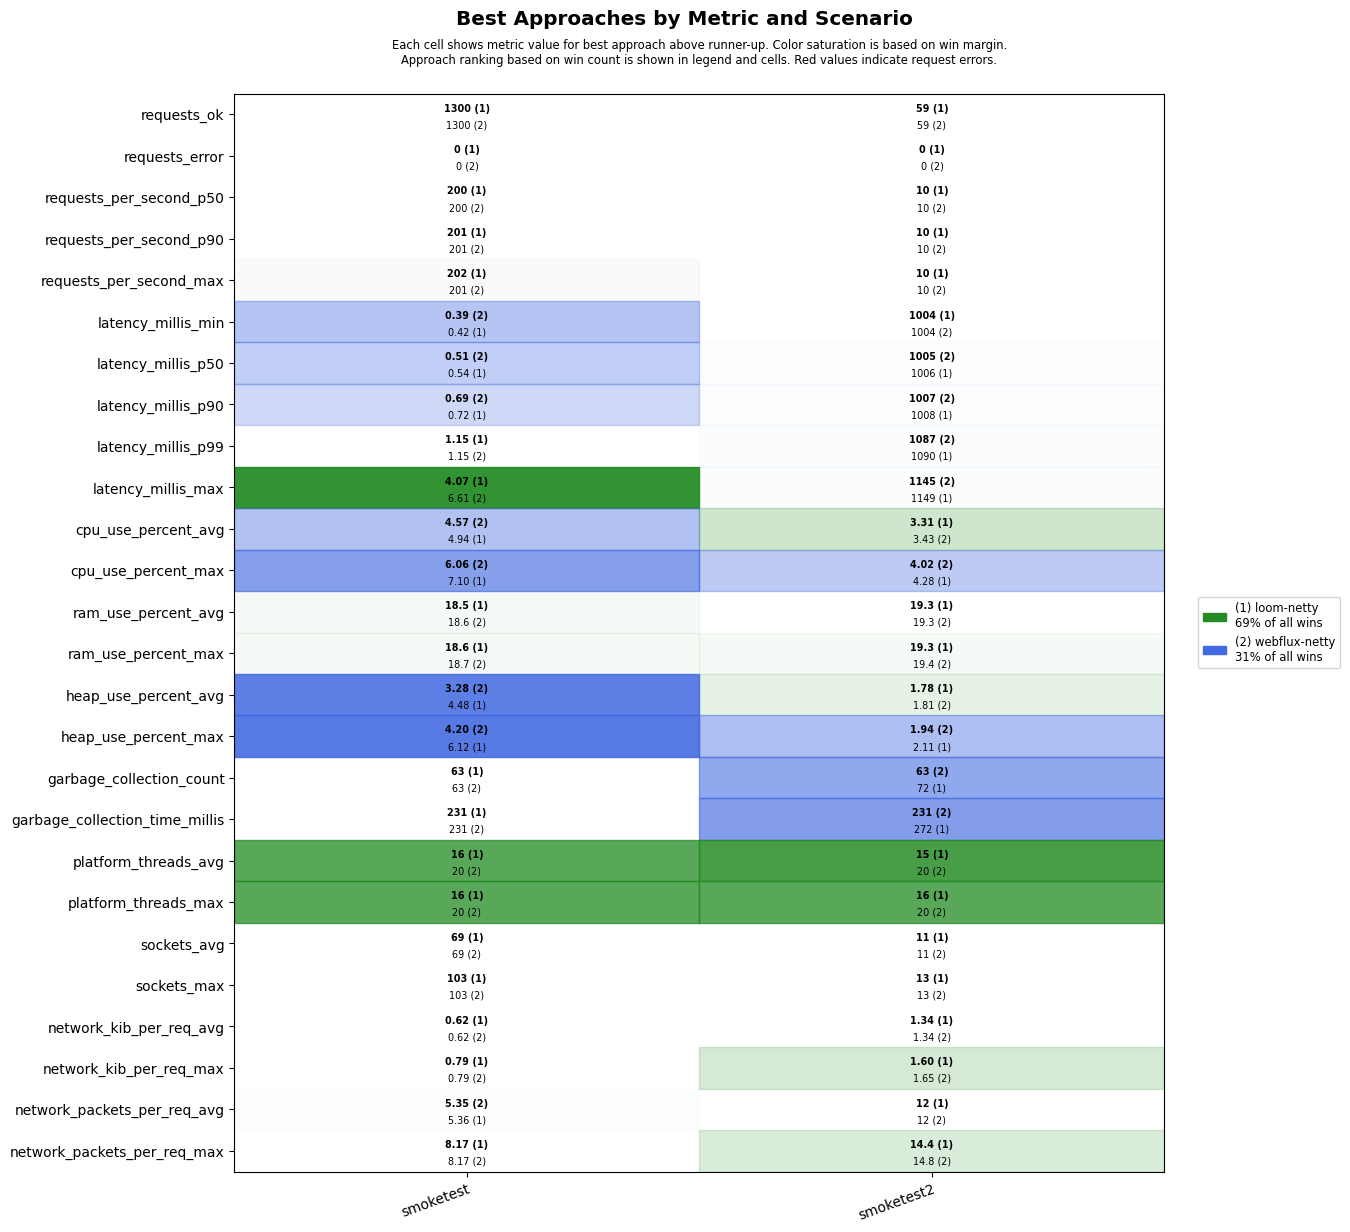 Best Approaches by Metric and Scenario
Each cell shows metric value for best approach above runner-up. Color saturation is based on win margin.
Approach ranking based on win count is shown in legend and cells. Red values indicate request errors.
requests_ok
1300 (1)
1300 (2)
59 (1)
59 (2)
requests_error
0 (1)
0 (2)
0 (1)
0 (2)
requests_per_second_p50
200 (1)
200 (2)
10 (1)
10 (2)
requests_per_second_p90
201 (1)
201 (2)
10 (1)
10 (2)
requests_per_second_max
202 (1)
201 (2)
10 (1)
10 (2)
latency_millis_min
0.39 (2)
0.42 (1)
1004 (1)
1004 (2)
latency_millis_p50
0.51 (2)
0.54 (1)
1005 (2)
1006 (1)
latency_millis_p90
0.69 (2)
0.72 (1)
1007 (2)
1008 (1)
latency_millis_p99
1.15 (1)
1.15 (2)
1087 (2)
1090 (1)
latency_millis_max
4.07 (1)
6.61 (2)
1145 (2)
1149 (1)
cpu_use_percent_avg
4.57 (2)
4.94 (1)
3.31 (1)
3.43 (2)
cpu_use_percent_max
6.06 (2)
7.10 (1)
4.02 (2)
4.28 (1)
ram_use_percent_avg
18.5 (1)
18.6 (2)
19.3 (1)
19.3 (2)
ram_use_percent_max
18.6 (1)
18.7 (2)
19.3 (1)
19.4 (2)
heap_use_percent_avg
3.28 (2)
4.48 (1)
1.78 (1)
1.81 (2)
heap_use_percent_max
4.20 (2)
6.12 (1)
1.94 (2)
2.11 (1)
garbage_collection_count
63 (1)
63 (2)
63 (2)
72 (1)
garbage_collection_time_millis
231 (1)
231 (2)
231 (2)
272 (1)
platform_threads_avg
16 (1)
20 (2)
15 (1)
20 (2)
platform_threads_max
16 (1)
20 (2)
16 (1)
20 (2)
sockets_avg
69 (1)
69 (2)
11 (1)
11 (2)
sockets_max
103 (1)
103 (2)
13 (1)
13 (2)
network_kib_per_req_avg
0.62 (1)
0.62 (2)
1.34 (1)
1.34 (2)
network_kib_per_req_max
0.79 (1)
0.79 (2)
1.60 (1)
1.65 (2)
network_packets_per_req_avg
5.35 (2)
5.36 (1)
12 (1)
12 (2)
network_packets_per_req_max
8.17 (1)
8.17 (2)
14.4 (1)
14.8 (2)
smoketest
smoketest2
(1) loom-netty
69% of all wins
(2) webflux-netty
31% of all wins